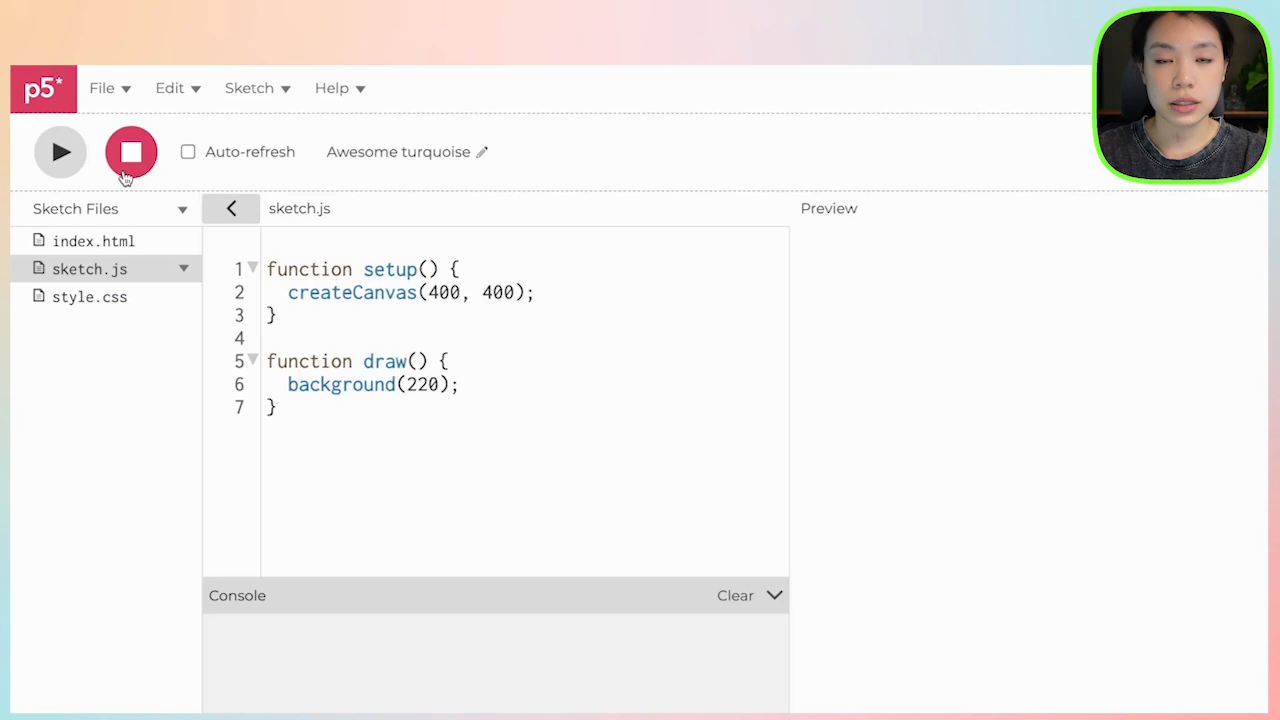 p5*
File Edit Sketch Help
Auto-refresh Awesome turquoise
Sketch Files
index.html
sketch.js
style.css
sketch.js
1 function setup() {
2   createCanvas(400, 400);
3 }
4
5 function draw() {
6   background(220);
7 }
Console Clear
Preview